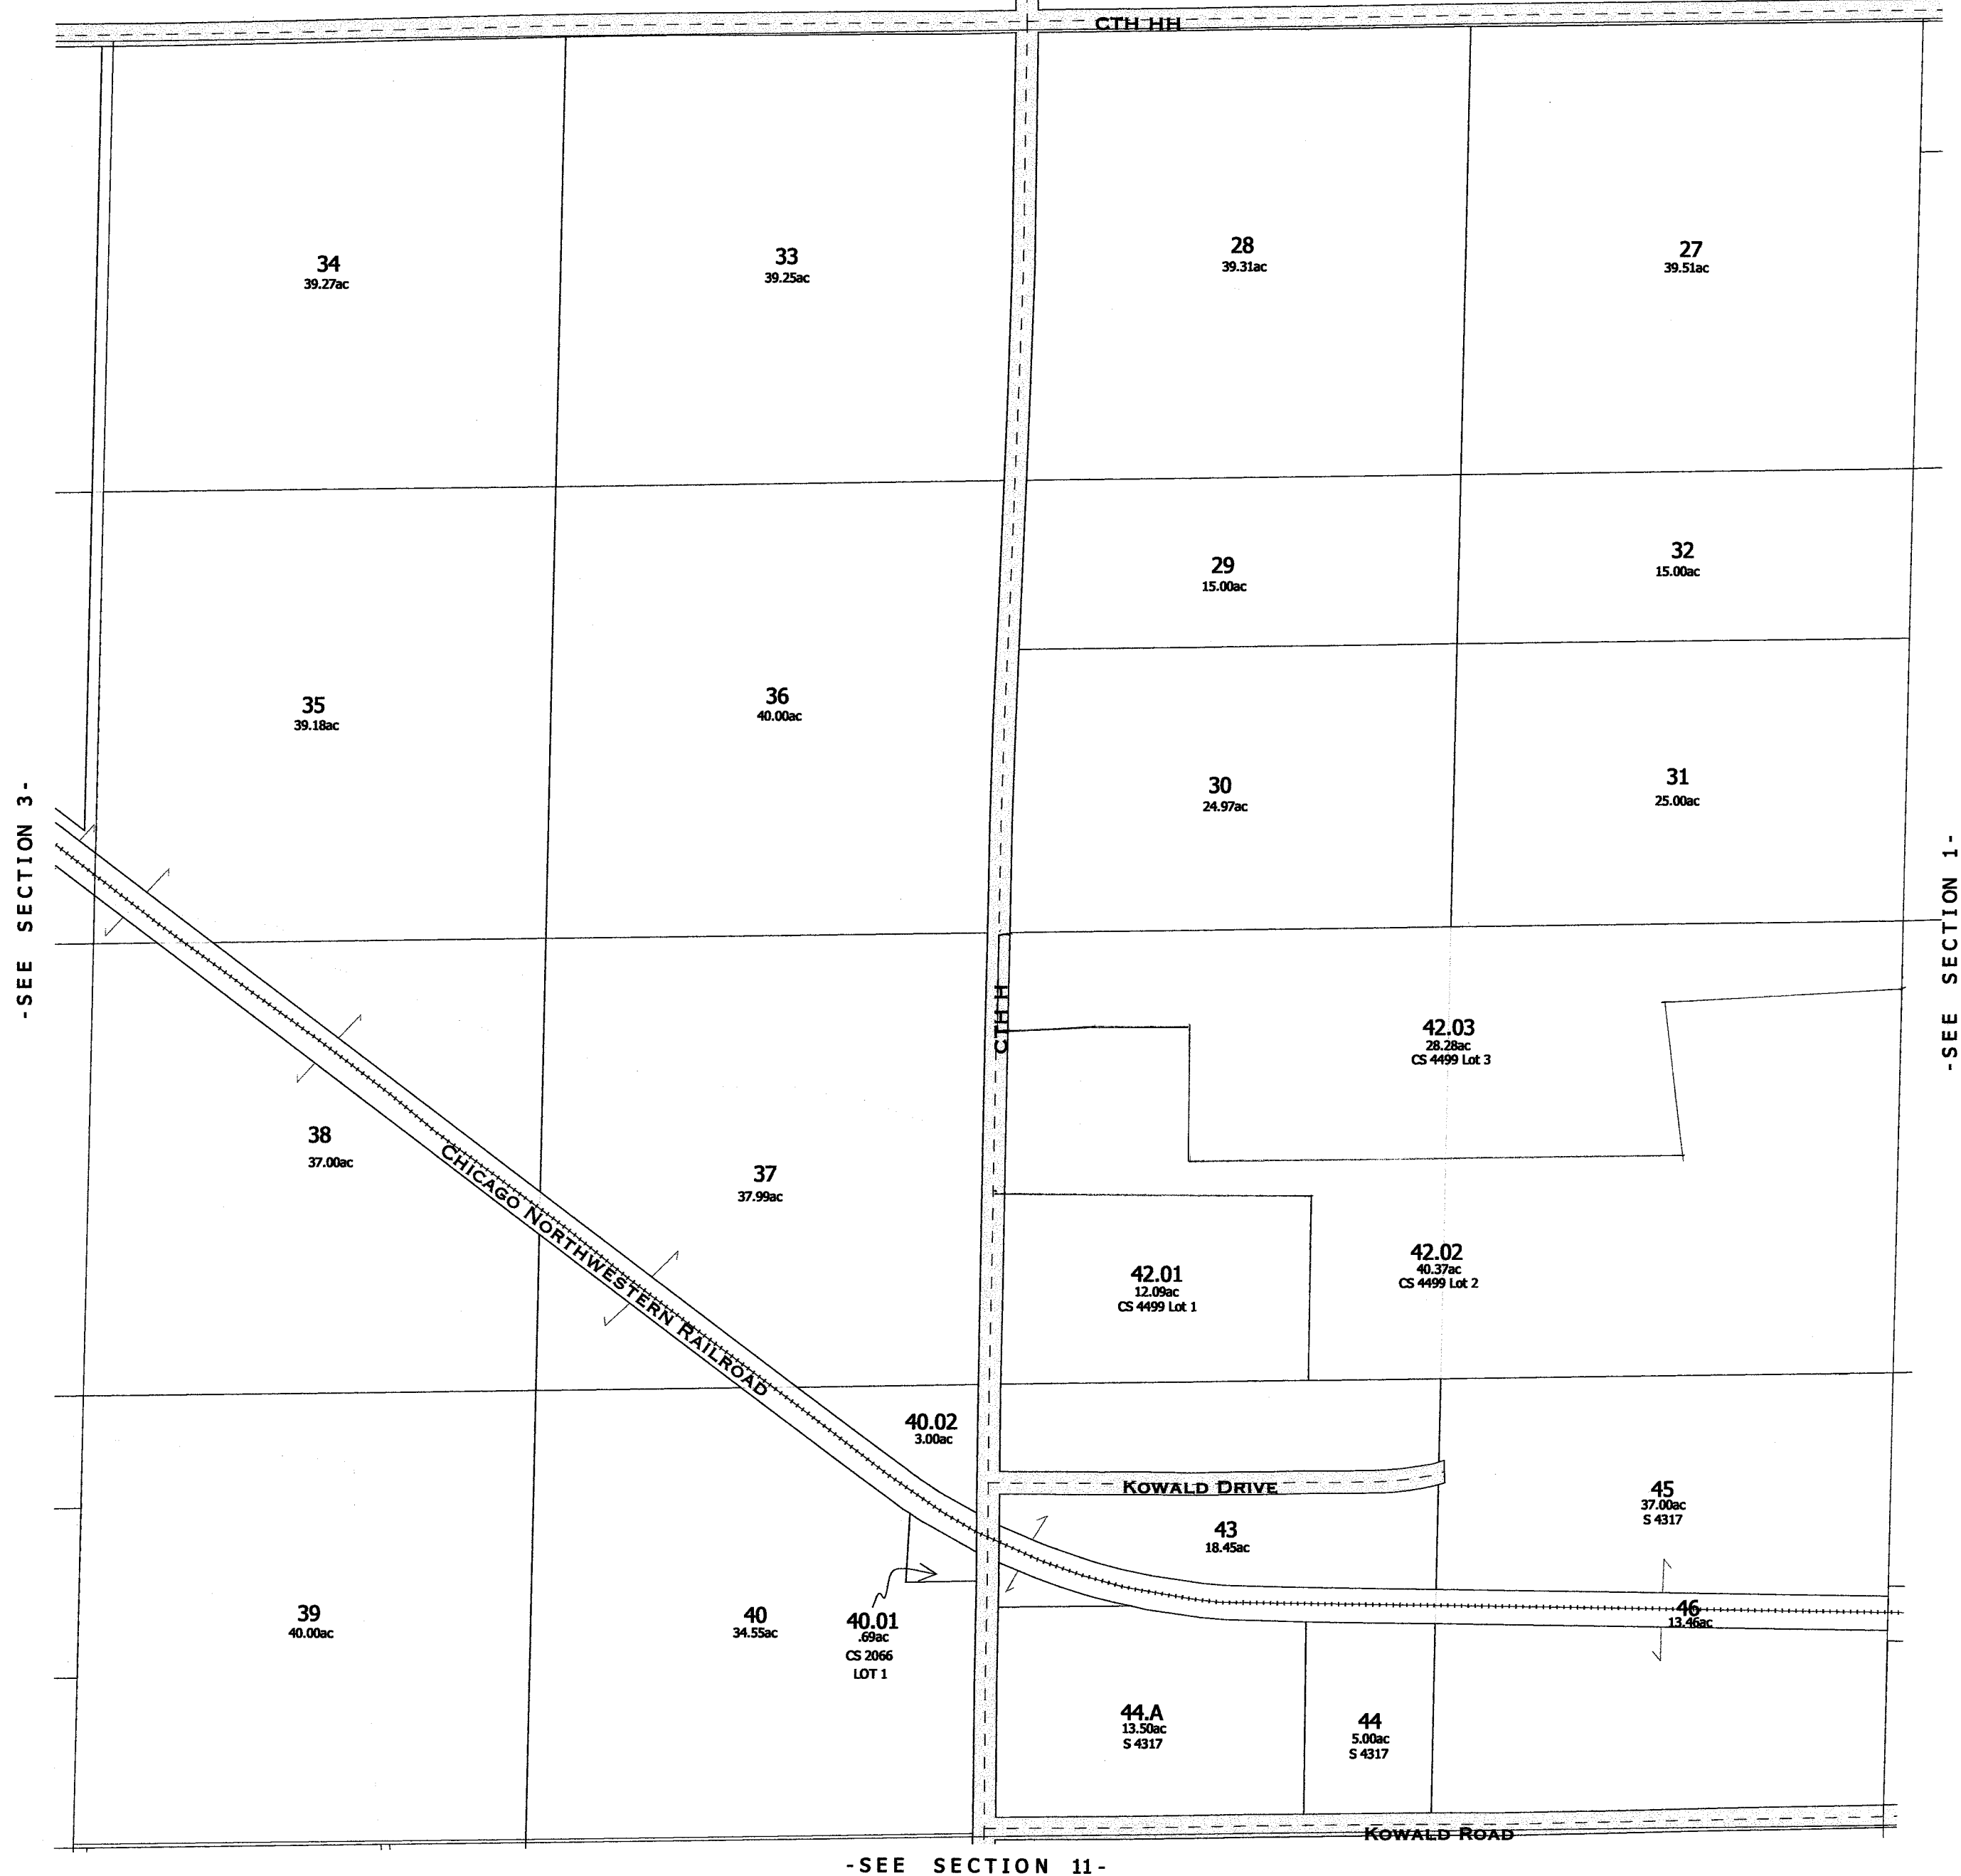 CTH HH
34
39.27ac
33
39.25ac
28
39.31ac
27
39.51ac
29
15.00ac
32
15.00ac
35
39.18ac
36
40.00ac
30
24.97ac
31
25.00ac
-SEE SECTION 3-
-SEE SECTION 1-
CTH H
42.03
28.28ac
CS 4499 Lot 3
38
37.00ac
CHICAGO NORTHWESTERN RAILROAD
37
37.99ac
42.01
12.09ac
CS 4499 Lot 1
42.02
40.37ac
CS 4499 Lot 2
40.02
3.00ac
KOWALD DRIVE
43
18.45ac
45
37.00ac
S 4317
39
40.00ac
40
34.55ac
40.01
.69ac
CS 2066
LOT 1
46
13.46ac
44.A
13.50ac
S 4317
44
5.00ac
S 4317
KOWALD ROAD
-SEE SECTION 11-